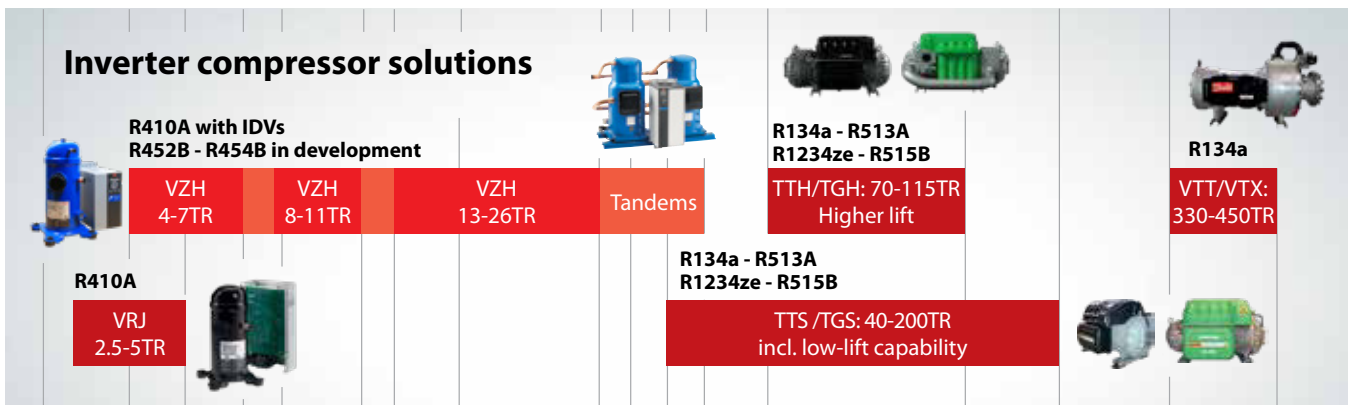 Inverter compressor solutions
R410A with IDVs
R452B - R454B in development
VZH
4-7TR
VZH
8-11TR
VZH
13-26TR
Tandems
R134a - R513A
R1234ze - R515B
TTH/TGH: 70-115TR
Higher lift
R134a
VTT/VTX:
330-450TR
R410A
VRJ
2.5-5TR
R134a - R513A
R1234ze - R515B
TTS /TGS: 40-200TR
incl. low-lift capability